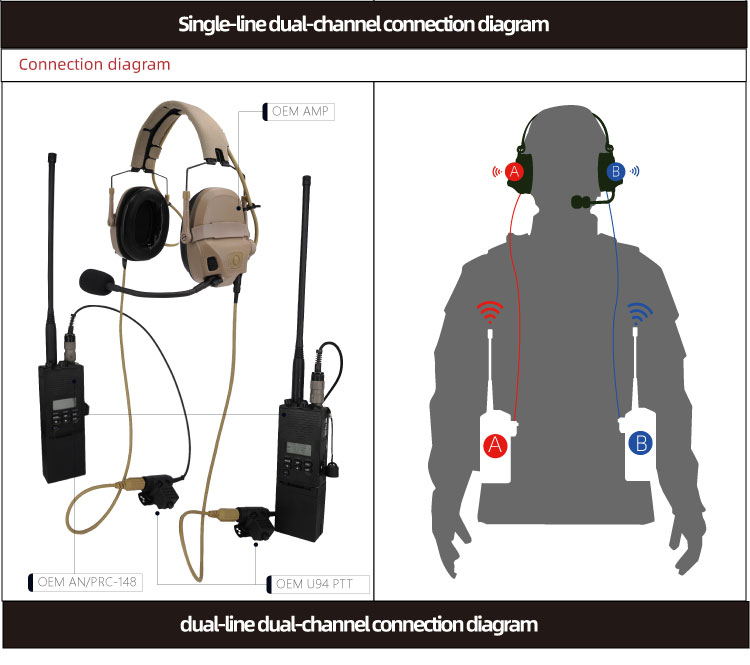 Single-line dual-channel connection diagram
Connection diagram
OEM AMP
A
B
A
B
OEM AN/PRC-148
OEM U94 PTT
dual-line dual-channel connection diagram